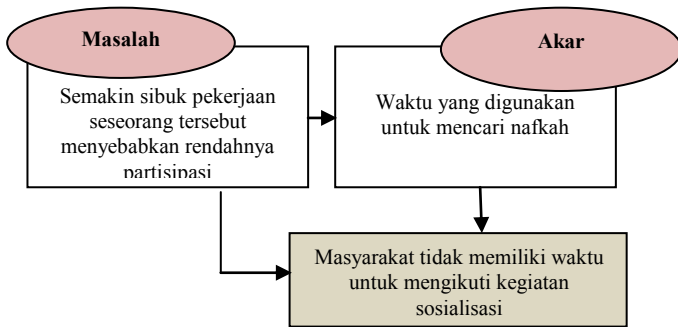 Masalah
Semakin sibuk pekerjaan
seseorang tersebut
menyebabkan rendahnya
partisipasi
Akar
Waktu yang digunakan
untuk mencari nafkah
Masyarakat tidak memiliki waktu
untuk mengikuti kegiatan
sosialisasi